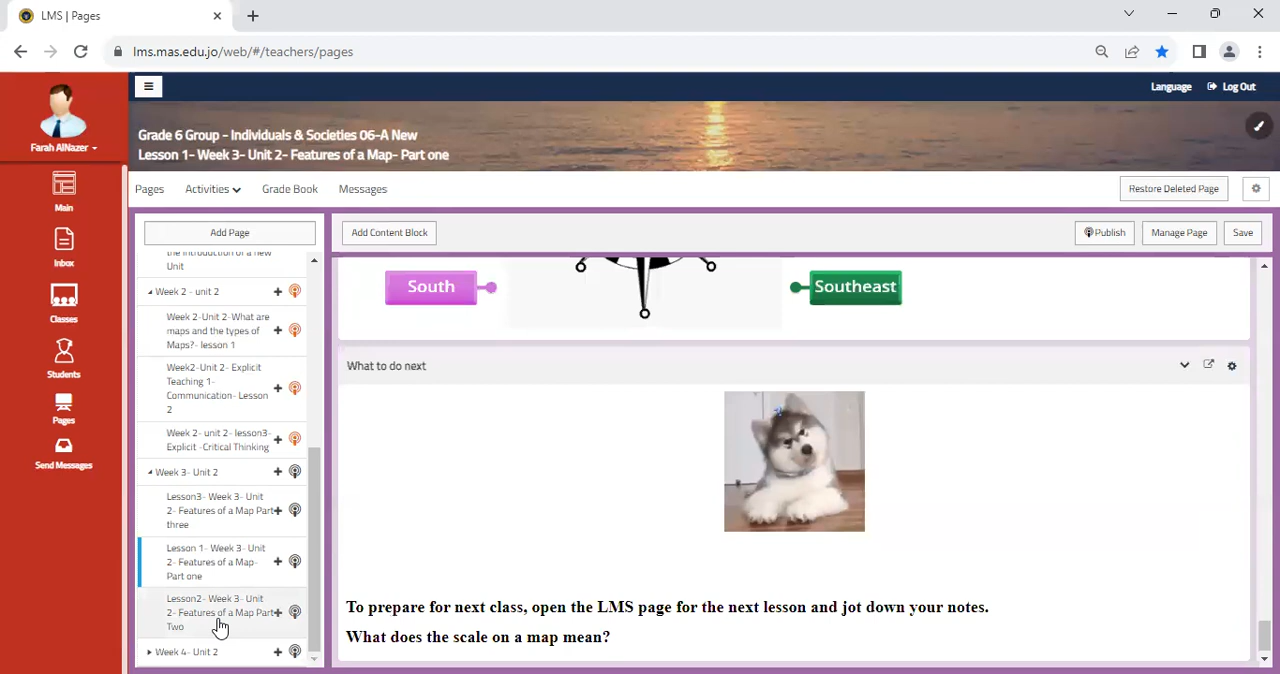 LMS | Pages
lms.mas.edu.jo/web/#/teachers/pages
Language
Log Out
Farah AlNazer
Grade 6 Group - Individuals & Societies 06-A New
Lesson 1- Week 3- Unit 2- Features of a Map- Part one
Pages
Activities
Grade Book
Messages
Restore Deleted Page
Main
Inbox
Classes
Students
Pages
Send Messages
Add Page
the introduction of a new
Unit
Week 2 - unit 2
Week 2-Unit 2-What are
maps and the types of
Maps?- lesson 1
Week2-Unit 2- Explicit
Teaching 1-
Communication- Lesson
2
Week 2- unit 2- lesson3-
Explicit -Critical Thinking
Week 3- Unit 2
Lesson3- Week 3- Unit
2- Features of a Map Part
three
Lesson 1- Week 3- Unit
2- Features of a Map-
Part one
Lesson2- Week 3- Unit
2- Features of a Map Part
Two
Week 4- Unit 2
Add Content Block
Publish
Manage Page
Save
South
Southeast
What to do next
To prepare for next class, open the LMS page for the next lesson and jot down your notes.
What does the scale on a map mean?